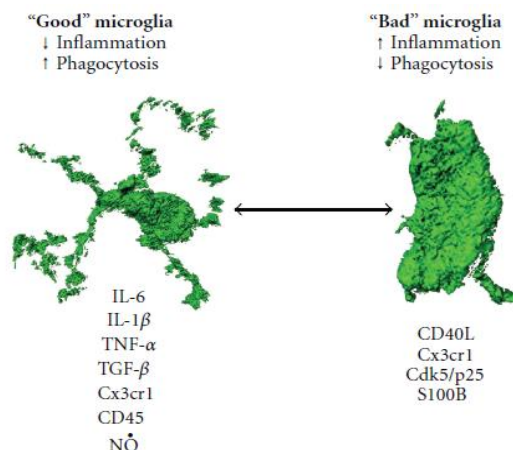 “Good” microglia
↓ Inflammation
↑ Phagocytosis
“Bad” microglia
↑ Inflammation
↓ Phagocytosis
IL-6
IL-1β
TNF-α
TGF-β
Cx3cr1
CD45
NȮ
CD40L
Cx3cr1
Cdk5/p25
S100B